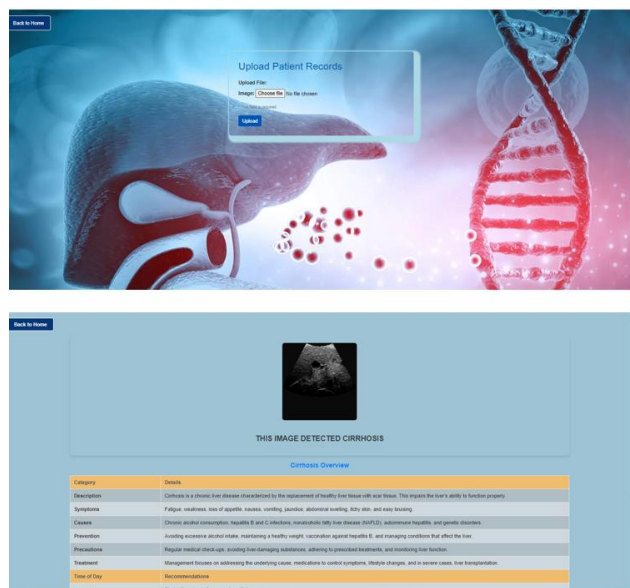 Back to Home
Upload Patient Records
Upload File:
Image: Choose file No file chosen
Upload
Back to Home
THIS IMAGE DETECTED CIRRHOSIS
Cirrhosis Overview
Category Details
Description Cirrhosis is a chronic liver disease characterized by the replacement of healthy liver tissue with scar tissue. This impairs the liver's ability to function properly.
Symptoms Fatigue, weakness, loss of appetite, nausea, vomiting, jaundice, abdominal swelling, itchy skin, and easy bruising.
Causes Chronic alcohol consumption, hepatitis B and C infections, nonalcoholic fatty liver disease (NAFLD), autoimmune hepatitis, and genetic disorders.
Prevention Avoiding excessive alcohol intake, maintaining a healthy weight, vaccination against hepatitis B, and managing conditions that affect the liver.
Precautions Regular medical check-ups, avoiding liver-damaging substances, adhering to prescribed treatments, and monitoring liver function.
Treatment Management focuses on addressing the underlying cause, medications to control symptoms, lifestyle changes, and in severe cases, liver transplantation.
Time of Day Recommendations